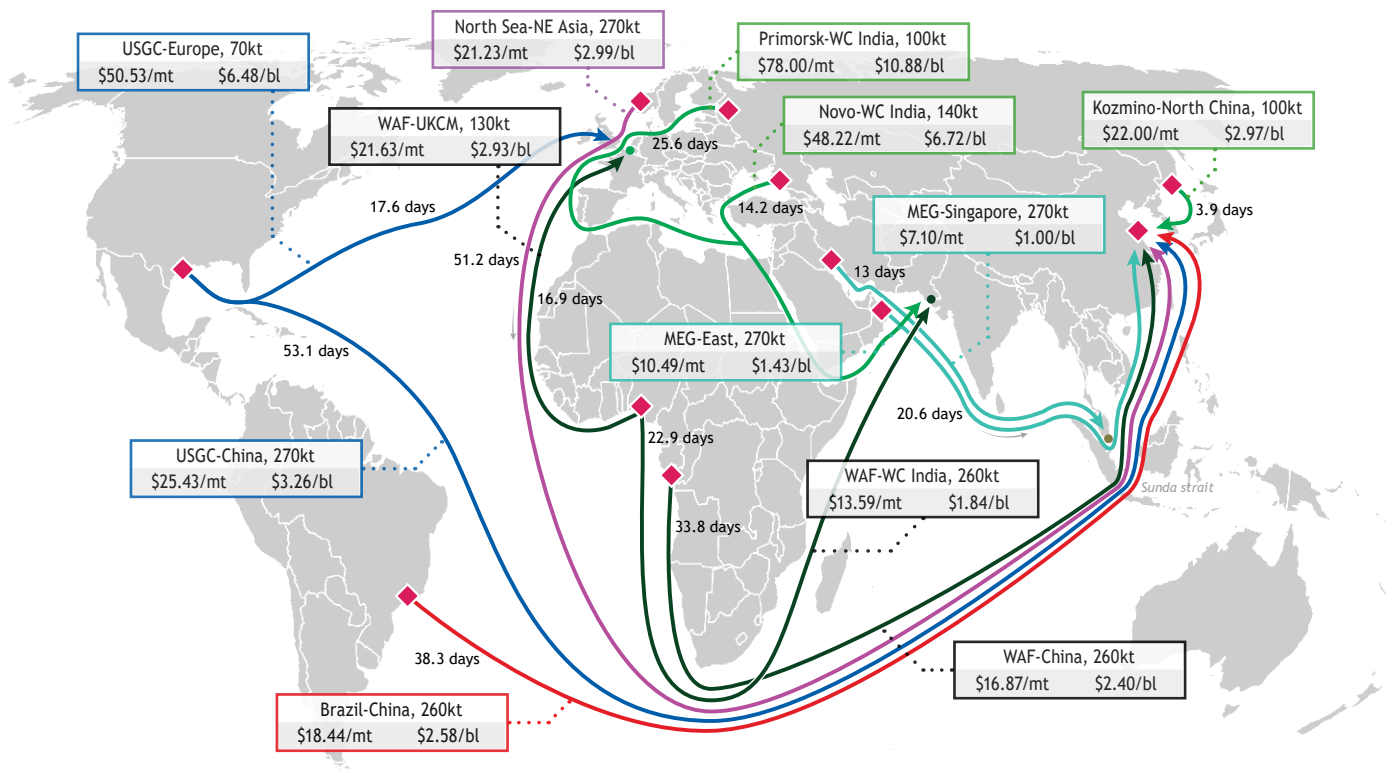 North Sea-NE Asia, 270kt
$21.23/mt $2.99/bl
USGC-Europe, 70kt
$50.53/mt $6.48/bl
Primorsk-WC India, 100kt
$78.00/mt $10.88/bl
WAF-UKCM, 130kt
$21.63/mt $2.93/bl
Novo-WC India, 140kt
$48.22/mt $6.72/bl
Kozmino-North China, 100kt
$22.00/mt $2.97/bl
25.6 days
17.6 days
14.2 days
MEG-Singapore, 270kt
$7.10/mt $1.00/bl
3.9 days
51.2 days
13 days
16.9 days
53.1 days
MEG-East, 270kt
$10.49/mt $1.43/bl
20.6 days
22.9 days
USGC-China, 270kt
$25.43/mt $3.26/bl
WAF-WC India, 260kt
$13.59/mt $1.84/bl
Sunda strait
33.8 days
38.3 days
WAF-China, 260kt
$16.87/mt $2.40/bl
Brazil-China, 260kt
$18.44/mt $2.58/bl